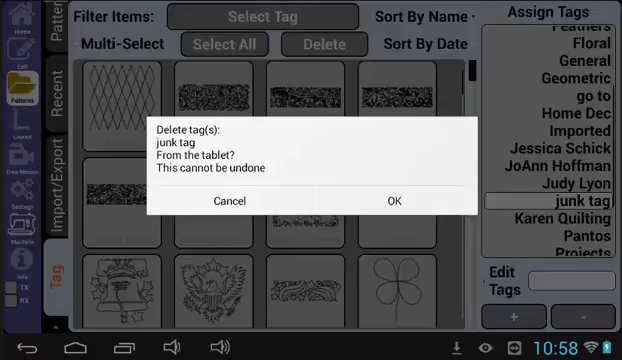 Home
Edit
Patterns
Layout
Free Motion
Settings
Machine
Info
TX
RX
Pattern
Recent
Import/Export
Tag
Filter Items:
Select Tag
Sort By Name
Multi-Select
Select All
Delete
Sort By Date
Delete tag(s):
junk tag
From the tablet?
This cannot be undone
Cancel
OK
Assign Tags
Feathers
Floral
General
Geometric
go to
Home Dec
Imported
Jessica Schick
JoAnn Hoffman
Judy Lyon
junk tag
Karen Quilting
Pantos
Projects
Edit
Tags
+
-
10:58